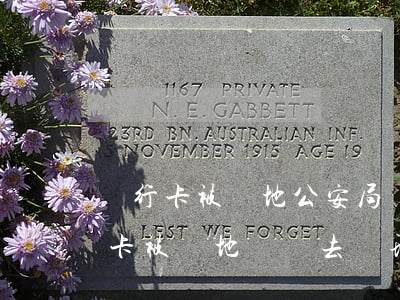 1167 PRIVATE
N. E. GABBETT
23RD BN. AUSTRALIAN INF.
5 NOVEMBER 1915 AGE 19
行卡被 地公安局
LEST WE FORGET
卡被 地 去